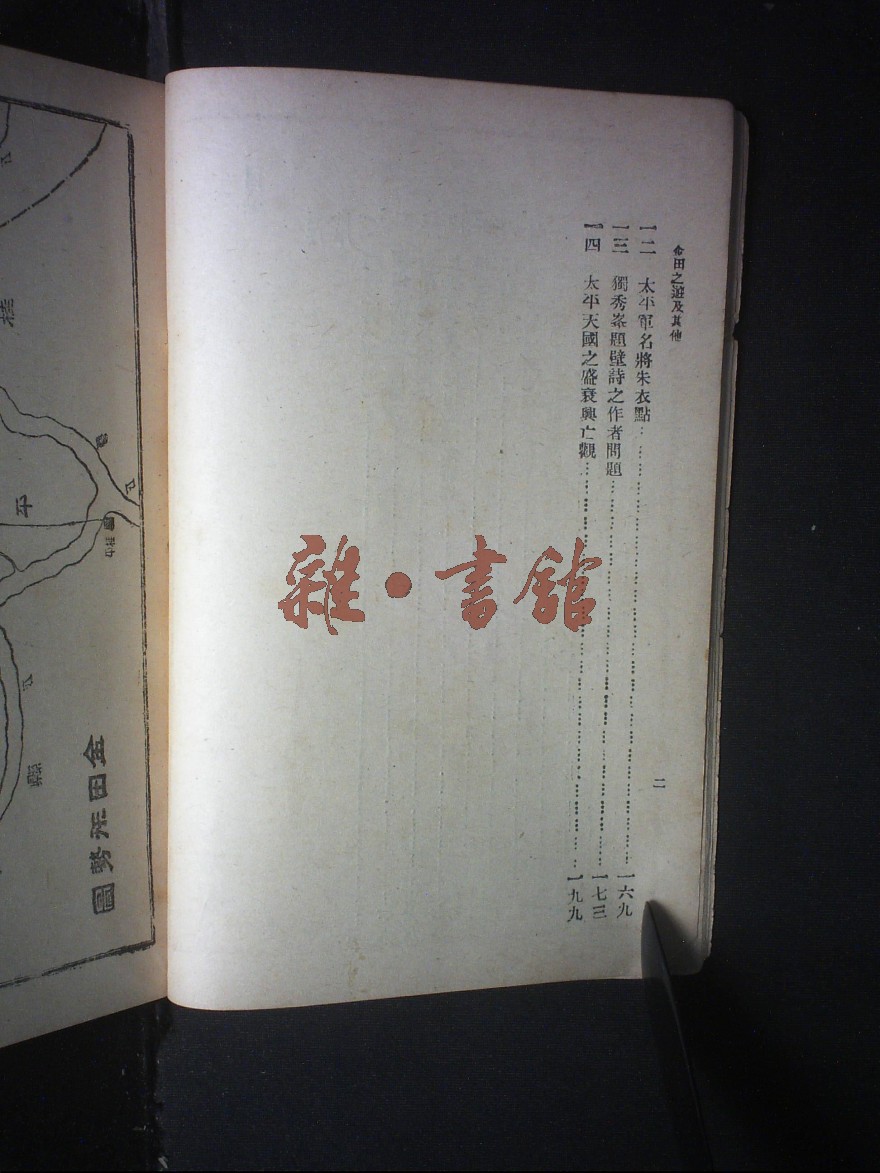 金田之遊及其他
二
一二 太平軍名將朱衣點……一六九
一三 獨秀峯題壁詩之作者問題……一七三
一四 太平天國之盛衰興亡觀……一九九
雜·書館
金田形勢圖
平